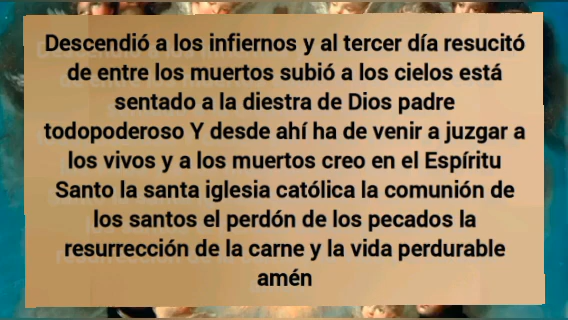 Descendió a los infiernos y al tercer día resucitó
de entre los muertos subió a los cielos está
sentado a la diestra de Dios padre
todopoderoso Y desde ahí ha de venir a juzgar a
los vivos y a los muertos creo en el Espíritu
Santo la santa iglesia católica la comunión de
los santos el perdón de los pecados la
resurrección de la carne y la vida perdurable
amén